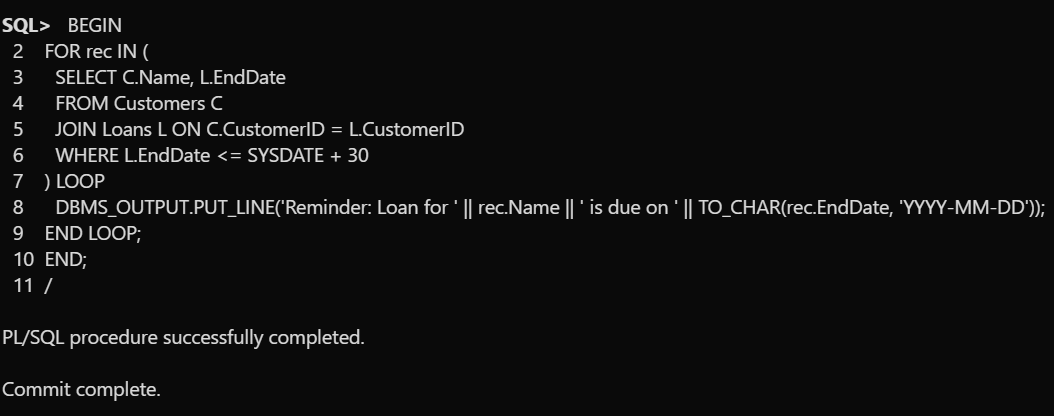 SQL> BEGIN
2 FOR rec IN (
3 SELECT C.Name, L.EndDate
4 FROM Customers C
5 JOIN Loans L ON C.CustomerID = L.CustomerID
6 WHERE L.EndDate <= SYSDATE + 30
7 ) LOOP
8 DBMS_OUTPUT.PUT_LINE('Reminder: Loan for ' || rec.Name || ' is due on ' || TO_CHAR(rec.EndDate, 'YYYY-MM-DD'));
9 END LOOP;
10 END;
11 /
PL/SQL procedure successfully completed.
Commit complete.